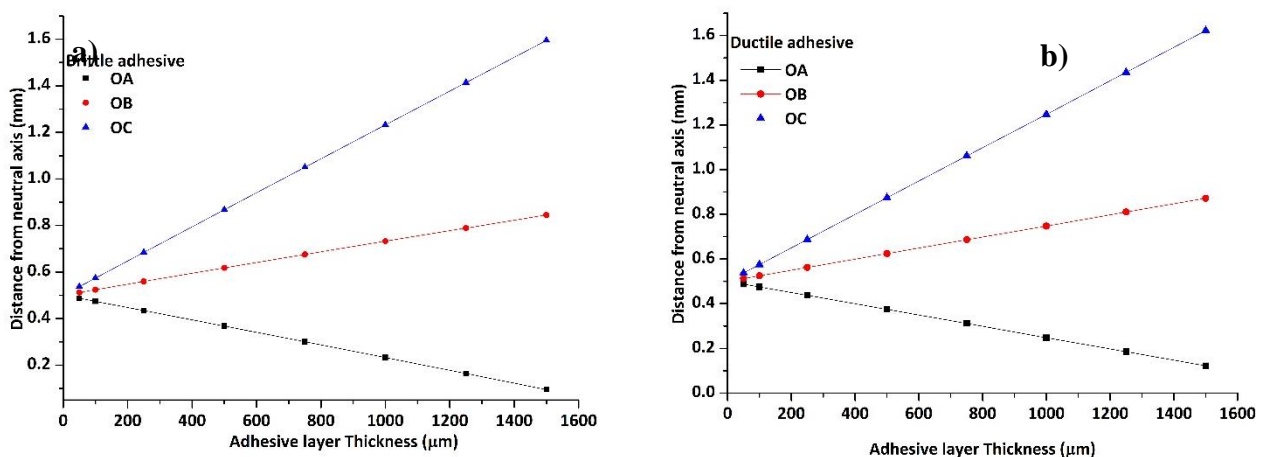 a)
Brittle adhesive
OA
OB
OC
Distance from neutral axis (mm)
1.6
1.4
1.2
1.0
0.8
0.6
0.4
0.2
0 200 400 600 800 1000 1200 1400 1600
Adhesive layer Thickness (μm)
b)
Ductile adhesive
OA
OB
OC
Distance from neutral axis (mm)
1.6
1.4
1.2
1.0
0.8
0.6
0.4
0.2
0.0
0 200 400 600 800 1000 1200 1400 1600
Adhesive layer Thickness (μm)